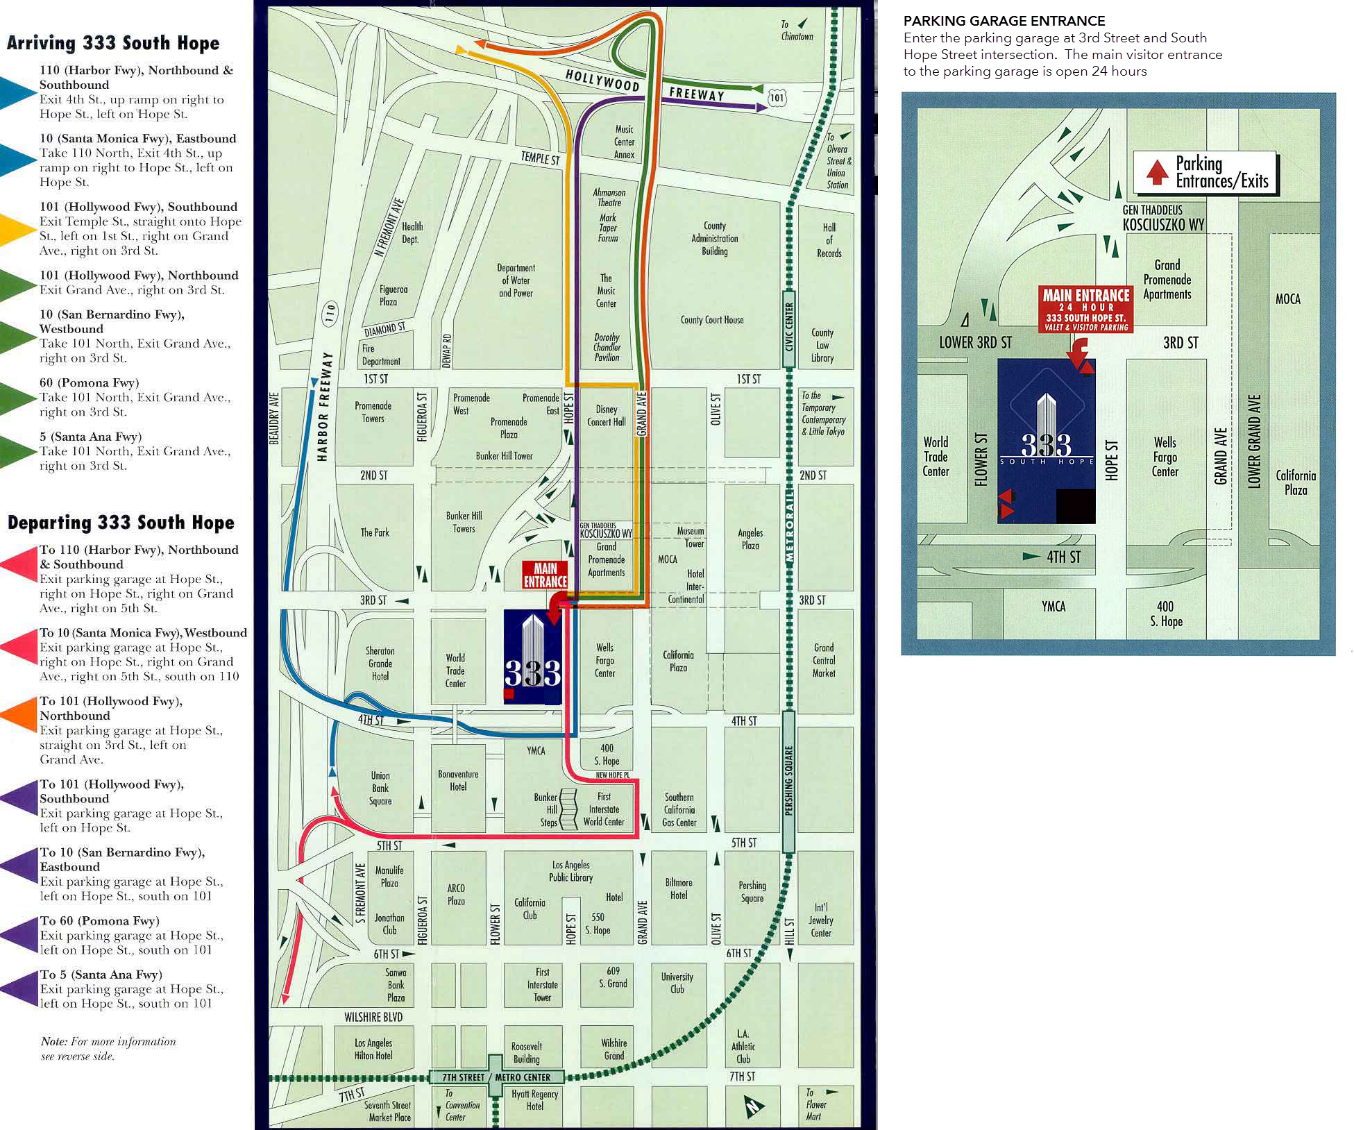 Arriving 333 South Hope
110 (Harbor Fwy), Northbound &
Southbound
Exit 4th St., up ramp on right to
Hope St., left on Hope St.
10 (Santa Monica Fwy), Eastbound
Take 110 North, Exit 4th St., up
ramp on right to Hope St., left on
Hope St.
101 (Hollywood Fwy), Southbound
Exit Temple St., straight onto Hope
St., left on 1st St., right on Grand
Ave., right on 3rd St.
101 (Hollywood Fwy), Northbound
Exit Grand Ave., right on 3rd St.
10 (San Bernardino Fwy),
Westbound
Take 101 North, Exit Grand Ave.,
right on 3rd St.
60 (Pomona Fwy)
Take 101 North, Exit Grand Ave.,
right on 3rd St.
5 (Santa Ana Fwy)
Take 101 North, Exit Grand Ave.,
right on 3rd St.
Departing 333 South Hope
To 110 (Harbor Fwy), Northbound
& Southbound
Exit parking garage at Hope St.,
right on Hope St., right on Grand
Ave., right on 5th St.
To 10 (Santa Monica Fwy), Westbound
Exit parking garage at Hope St.,
right on Hope St., right on Grand
Ave., right on 5th St., south on 110
To 101 (Hollywood Fwy),
Northbound
Exit parking garage at Hope St.,
straight on 3rd St., left on
Grand Ave.
To 101 (Hollywood Fwy),
Southbound
Exit parking garage at Hope St.,
left on Hope St.
To 10 (San Bernardino Fwy),
Eastbound
Exit parking garage at Hope St.,
left on Hope St., south on 101
To 60 (Pomona Fwy)
Exit parking garage at Hope St.,
left on Hope St., south on 101
To 5 (Santa Ana Fwy)
Exit parking garage at Hope St.,
left on Hope St., south on 101
Note: For more information
see reverse side.
To
Chinatown
HOLLYWOOD
FREEWAY
101
Music
Center
Annex
To
Olvera
Street &
Union
Station
TEMPLE ST
Ahmanson
Theatre
Mark
Taper
Forum
N FREMONT AVE
Health
Dept.
County
Administration
Building
Hall
of
Records
Department
of Water
and Power
The
Music
Center
Figueroa
Plaza
110
DIAMOND ST
DEWAP RD
County Court House
CIVIC CENTER
County
Law
Library
Fire
Department
Dorothy
Chandler
Pavilion
HARBOR FREEWAY
1ST ST
1ST ST
BEAUDRY AVE
Promenade
Towers
FIGUEROA ST
Promenade
West
Promenade
East
Promenade
Plaza
HOPE ST
Disney
Concert Hall
GRAND AVE
OLIVE ST
To the
Temporary
Contemporary
& Little Tokyo
Bunker Hill Tower
2ND ST
2ND ST
METRORAIL
The Park
Bunker Hill
Towers
GEN THADDEUS
KOSCIUSZKO WY
Grand
Promenade
Apartments
Museum
Tower
MOCA
Hotel
Inter-
Continental
Angeles
Plaza
MAIN
ENTRANCE
3RD ST
3RD ST
Sheraton
Grande
Hotel
World
Trade
Center
333
Wells
Fargo
Center
California
Plaza
Grand
Central
Market
4TH ST
4TH ST
YMCA
400
S. Hope
NEW HOPE PL
Union
Bank
Square
Bonaventure
Hotel
Bunker
Hill
Steps
First
Interstate
World Center
Southern
California
Gas Center
PERSHING SQUARE
5TH ST
5TH ST
S FREMONT AVE
Manulife
Plaza
Jonathan
Club
FIGUEROA ST
ARCO
Plaza
FLOWER ST
Los Angeles
Public Library
California
Club
HOPE ST
Hotel
550
S. Hope
GRAND AVE
Biltmore
Hotel
OLIVE ST
Pershing
Square
HILL ST
Int'l
Jewelry
Center
6TH ST
6TH ST
Sanwa
Bank
Plaza
First
Interstate
Tower
609
S. Grand
University
Club
WILSHIRE BLVD
Los Angeles
Hilton Hotel
Roosevelt
Building
Wilshire
Grand
L.A.
Athletic
Club
7TH STREET / METRO CENTER
7TH ST
7TH ST
Seventh Street
Market Place
To
Convention
Center
Hyatt Regency
Hotel
N
To
Flower
Mart
PARKING GARAGE ENTRANCE
Enter the parking garage at 3rd Street and South
Hope Street intersection. The main visitor entrance
to the parking garage is open 24 hours
Parking
Entrances/Exits
GEN THADDEUS
KOSCIUSZKO WY
Grand
Promenade
Apartments
MOCA
MAIN ENTRANCE
24 HOUR
333 SOUTH HOPE ST.
VALET & VISITOR PARKING
LOWER 3RD ST
3RD ST
World
Trade
Center
FLOWER ST
333
SOUTH HOPE
HOPE ST
Wells
Fargo
Center
GRAND AVE
LOWER GRAND AVE
California
Plaza
4TH ST
YMCA
400
S. Hope